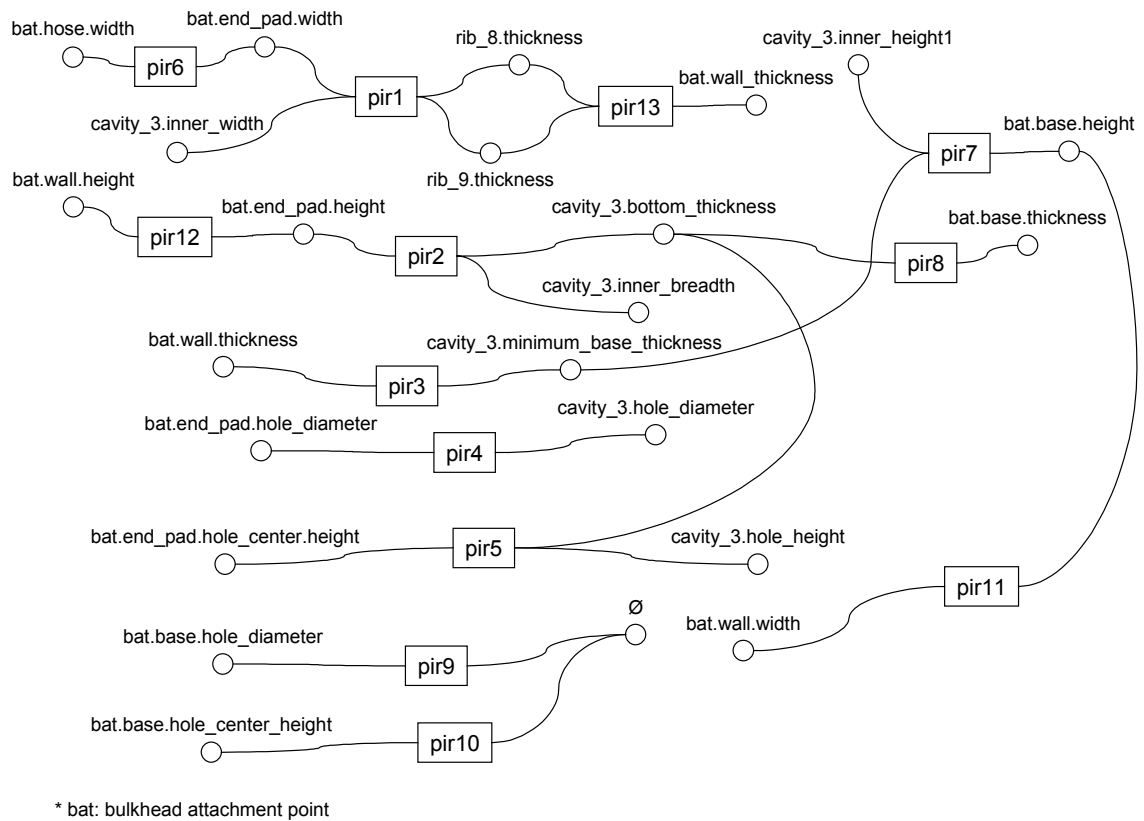 bat.end_pad.width
bat.hose.width
rib_8.thickness
cavity_3.inner_height1
pir6
bat.wall_thickness
pir1
pir13
cavity_3.inner_width
bat.base.height
pir7
rib_9.thickness
bat.wall.height
bat.end_pad.height
cavity_3.bottom_thickness
bat.base.thickness
pir12
pir2
pir8
cavity_3.inner_breadth
bat.wall.thickness
cavity_3.minimum_base_thickness
pir3
cavity_3.hole_diameter
bat.end_pad.hole_diameter
pir4
bat.end_pad.hole_center.height
pir5
cavity_3.hole_height
pir11
Ø
bat.base.hole_diameter
bat.wall.width
pir9
bat.base.hole_center_height
pir10
* bat: bulkhead attachment point